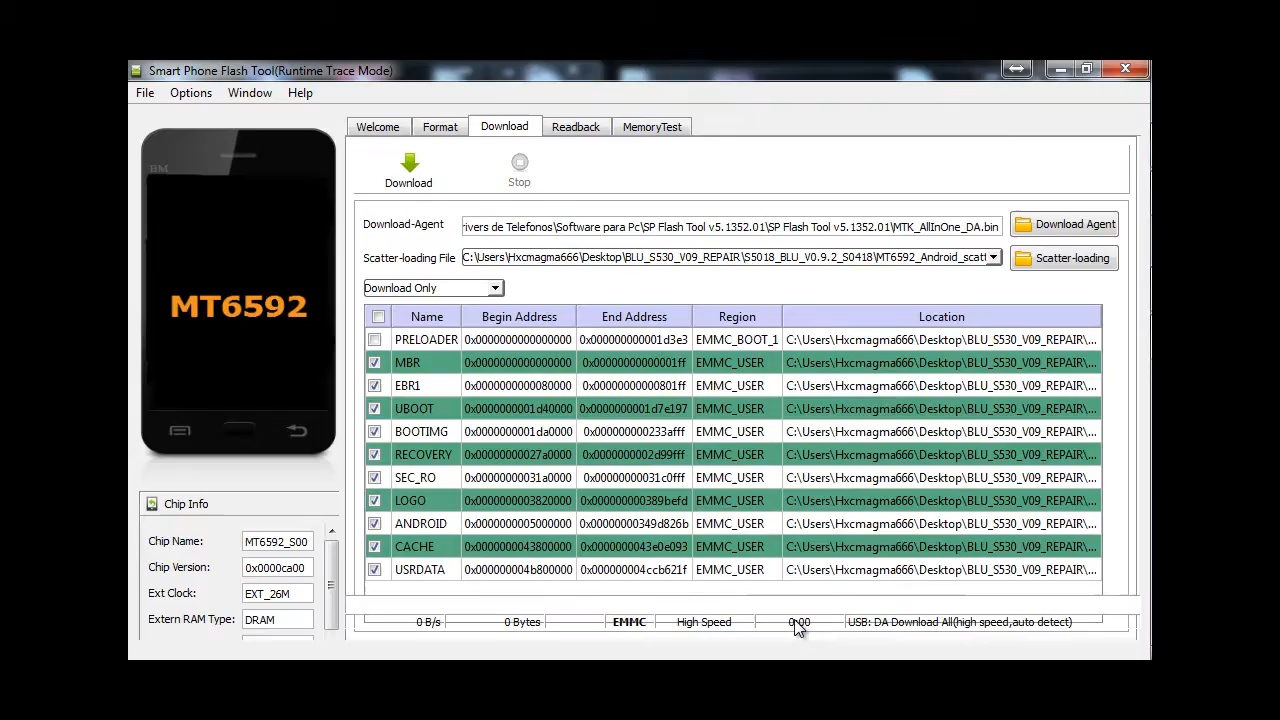 Smart Phone Flash Tool(Runtime Trace Mode)
File Options Window Help
Welcome Format Download Readback MemoryTest
Download Stop
Download-Agent rivers de Telefonos\Software para Pc\SP Flash Tool v5.1352.01\SP Flash Tool v5.1352.01\MTK_AllInOne_DA.bin Download Agent
Scatter-loading File C:\Users\Hxcmagma666\Desktop\BLU_S530_V09_REPAIR\S5018_BLU_V0.9.2_S0418\MT6592_Android_scatt Scatter-loading
Download Only
Name Begin Address End Address Region Location
PRELOADER 0x0000000000000000 0x000000000001d3e3 EMMC_BOOT_1 C:\Users\Hxcmagma666\Desktop\BLU_S530_V09_REPAIR\...
MBR 0x0000000000000000 0x00000000000001ff EMMC_USER C:\Users\Hxcmagma666\Desktop\BLU_S530_V09_REPAIR\...
EBR1 0x0000000000080000 0x00000000000801ff EMMC_USER C:\Users\Hxcmagma666\Desktop\BLU_S530_V09_REPAIR\...
UBOOT 0x0000000001d40000 0x0000000001d7e197 EMMC_USER C:\Users\Hxcmagma666\Desktop\BLU_S530_V09_REPAIR\...
BOOTIMG 0x0000000001da0000 0x000000000233afff EMMC_USER C:\Users\Hxcmagma666\Desktop\BLU_S530_V09_REPAIR\...
RECOVERY 0x00000000027a0000 0x0000000002d99fff EMMC_USER C:\Users\Hxcmagma666\Desktop\BLU_S530_V09_REPAIR\...
SEC_RO 0x00000000031a0000 0x00000000031c0fff EMMC_USER C:\Users\Hxcmagma666\Desktop\BLU_S530_V09_REPAIR\...
LOGO 0x0000000003820000 0x000000000389befd EMMC_USER C:\Users\Hxcmagma666\Desktop\BLU_S530_V09_REPAIR\...
ANDROID 0x0000000005000000 0x00000000349d826b EMMC_USER C:\Users\Hxcmagma666\Desktop\BLU_S530_V09_REPAIR\...
CACHE 0x0000000043800000 0x0000000043e0e093 EMMC_USER C:\Users\Hxcmagma666\Desktop\BLU_S530_V09_REPAIR\...
USRDATA 0x000000004b800000 0x000000004ccb621f EMMC_USER C:\Users\Hxcmagma666\Desktop\BLU_S530_V09_REPAIR\...
0 B/s 0 Bytes EMMC High Speed 0:00 USB: DA Download All(high speed,auto detect)
BM
MT6592
Chip Info
Chip Name: MT6592_S00
Chip Version: 0x0000ca00
Ext Clock: EXT_26M
Extern RAM Type: DRAM